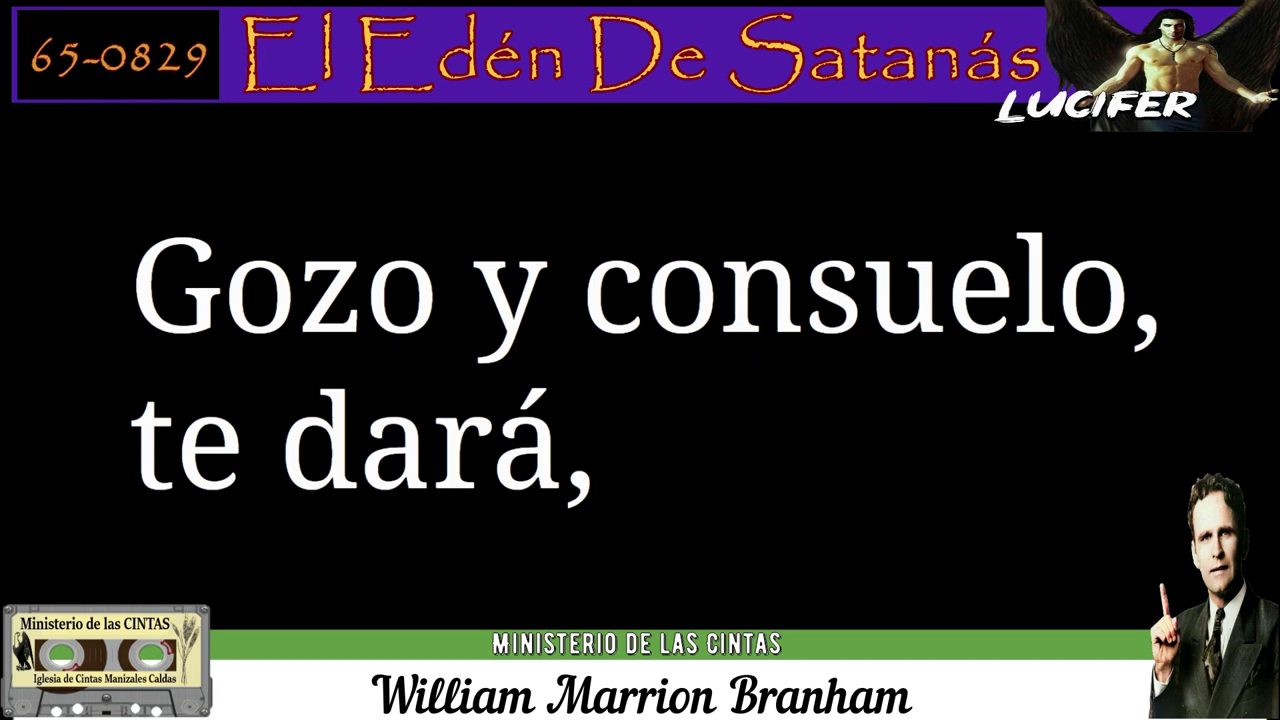 65-0829 El Edén De Satanás
LUCIFER
Gozo y consuelo,
te dará,
Ministerio de las CINTAS
Iglesia de Cintas Manizales Caldas
MINISTERIO DE LAS CINTAS
William Marrion Branham